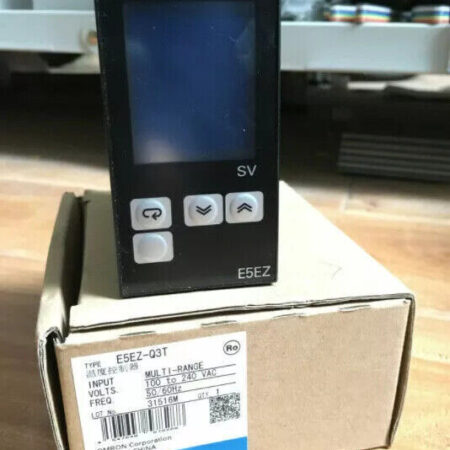 SV
E5EZ
TYPE E5EZ-Q3T
温度控制器
INPUT MULTI-RANGE
VOLTS. 100 to 240 VAC
FREQ. 50.60Hz
LOT No. 31516M QTY. 1
OMRON Corporation
CHINA